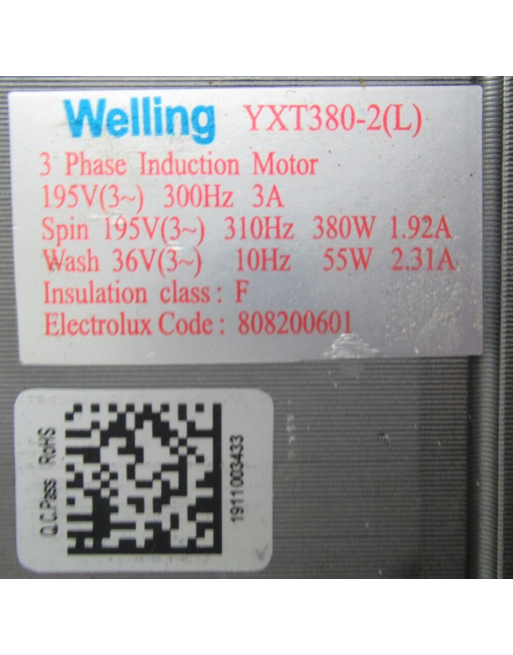 Welling YXT380-2(L)
3 Phase Induction Motor
195V(3~) 300Hz 3A
Spin 195V(3~) 310Hz 380W 1.92A
Wash 36V(3~) 10Hz 55W 2.31A
Insulation class: F
Electrolux Code: 808200601
Q.C.Pass RoHS
1911003433